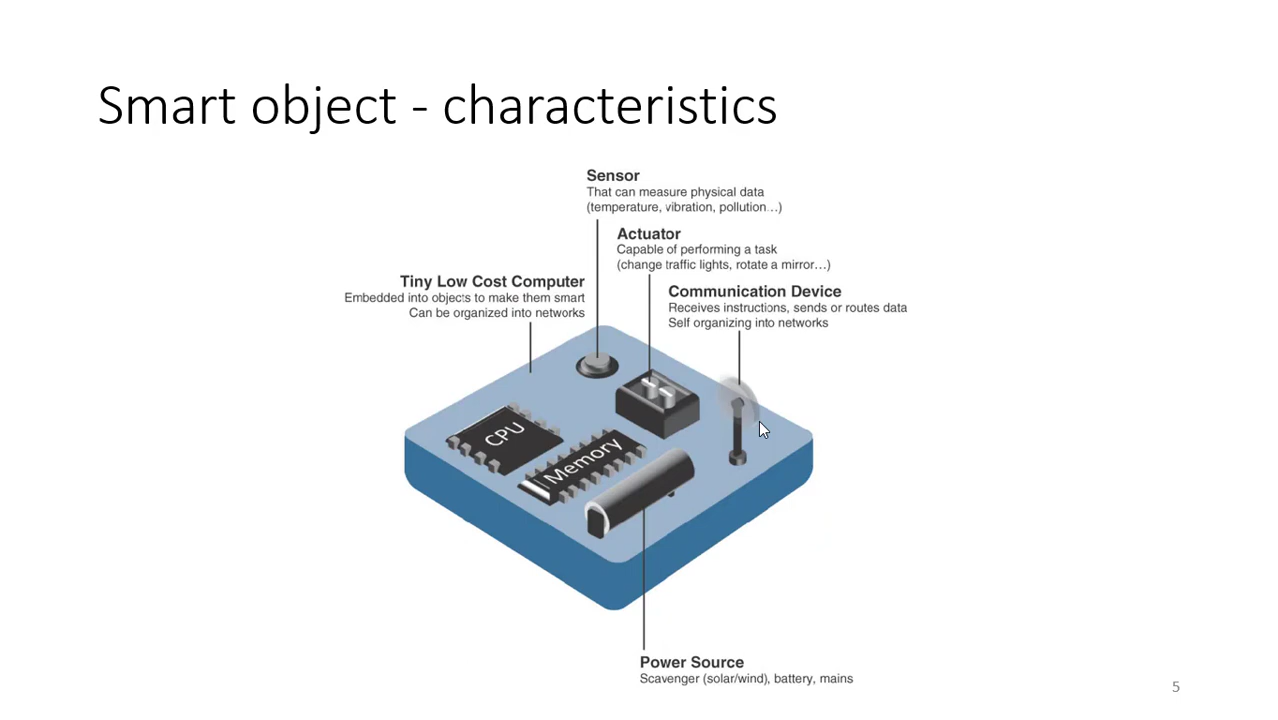 Smart object - characteristics
Sensor
That can measure physical data
(temperature, vibration, pollution…)
Actuator
Capable of performing a task
(change traffic lights, rotate a mirror…)
Tiny Low Cost Computer
Embedded into objects to make them smart
Can be organized into networks
Communication Device
Receives instructions, sends or routes data
Self organizing into networks
CPU
Memory
Power Source
Scavenger (solar/wind), battery, mains
5